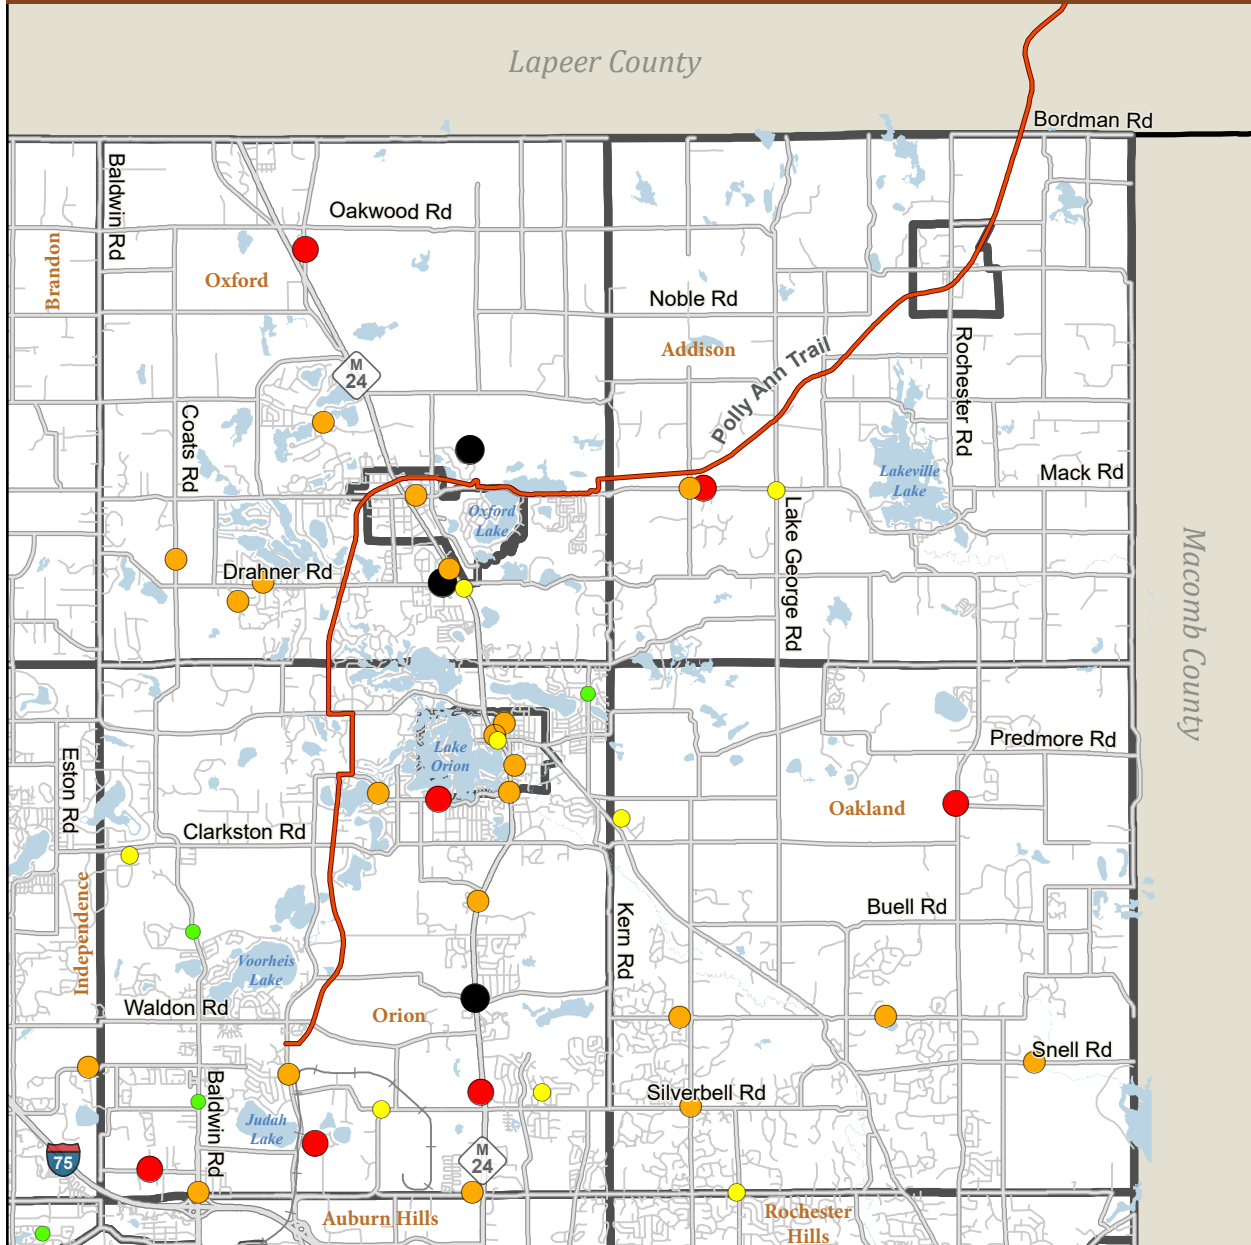 Lapeer County
Bordman Rd
Baldwin Rd
Oakwood Rd
Brandon
Oxford
Noble Rd
Addison
Polly Ann Trail
Rochester Rd
M
24
Coats Rd
Lakeville
Lake
Mack Rd
Oxford
Lake
Lake George Rd
Macomb County
Drahner Rd
Eston Rd
Lake
Orion
Predmore Rd
Clarkston Rd
Oakland
Independence
Kern Rd
Buell Rd
Voorheis
Lake
Waldon Rd
Orion
Snell Rd
Baldwin Rd
Silverbell Rd
Judah
Lake
75
M
24
Auburn Hills
Rochester
Hills